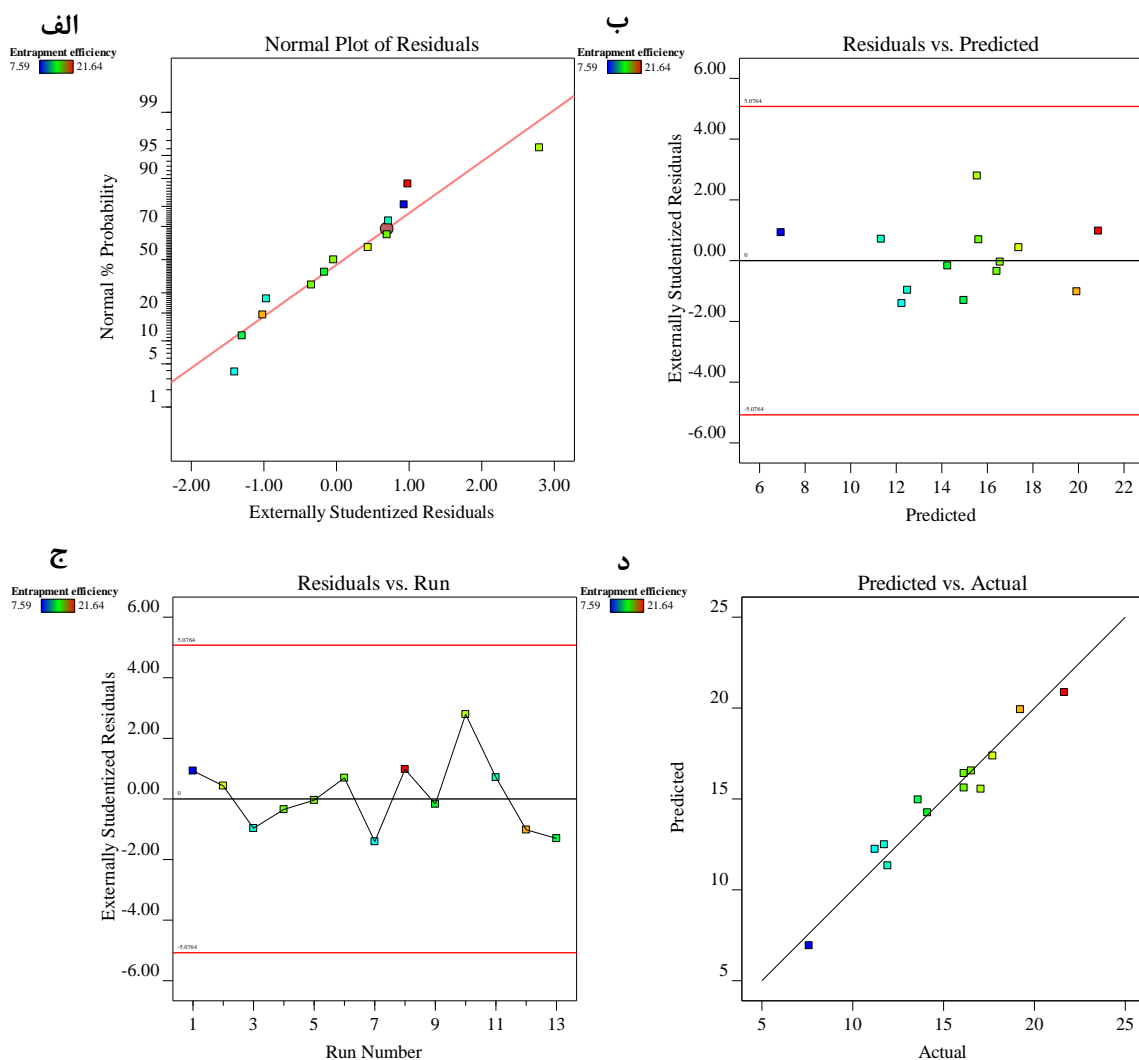 الف
Normal Plot of Residuals
Entrapment efficiency
7.59 21.64
Normal % Probability
99
95
90
70
50
20
10
5
1
-2.00 -1.00 0.00 1.00 2.00 3.00
Externally Studentized Residuals
ب
Residuals vs. Predicted
Entrapment efficiency
7.59 21.64
Externally Studentized Residuals
6.00
5.0764
4.00
2.00
0.00
0
-2.00
-4.00
-5.0764
-6.00
6 8 10 12 14 16 18 20 22
Predicted
ج
Residuals vs. Run
Entrapment efficiency
7.59 21.64
Externally Studentized Residuals
6.00
5.0764
4.00
2.00
0.00
0
-2.00
-4.00
-5.0764
-6.00
1 3 5 7 9 11 13
Run Number
د
Predicted vs. Actual
Entrapment efficiency
7.59 21.64
Predicted
25
20
15
10
5
5 10 15 20 25
Actual